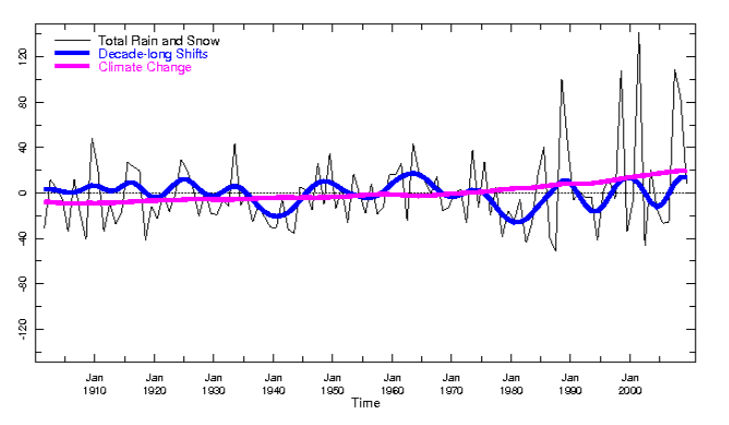 Total Rain and Snow
Decade-long Shifts
Climate Change
20
80
40
0
40
-80
-120
Jan Jan Jan Jan Jan Jan Jan Jan Jan Jan
1910 1920 1930 1940 1950 1960 1970 1980 1990 2000
Time